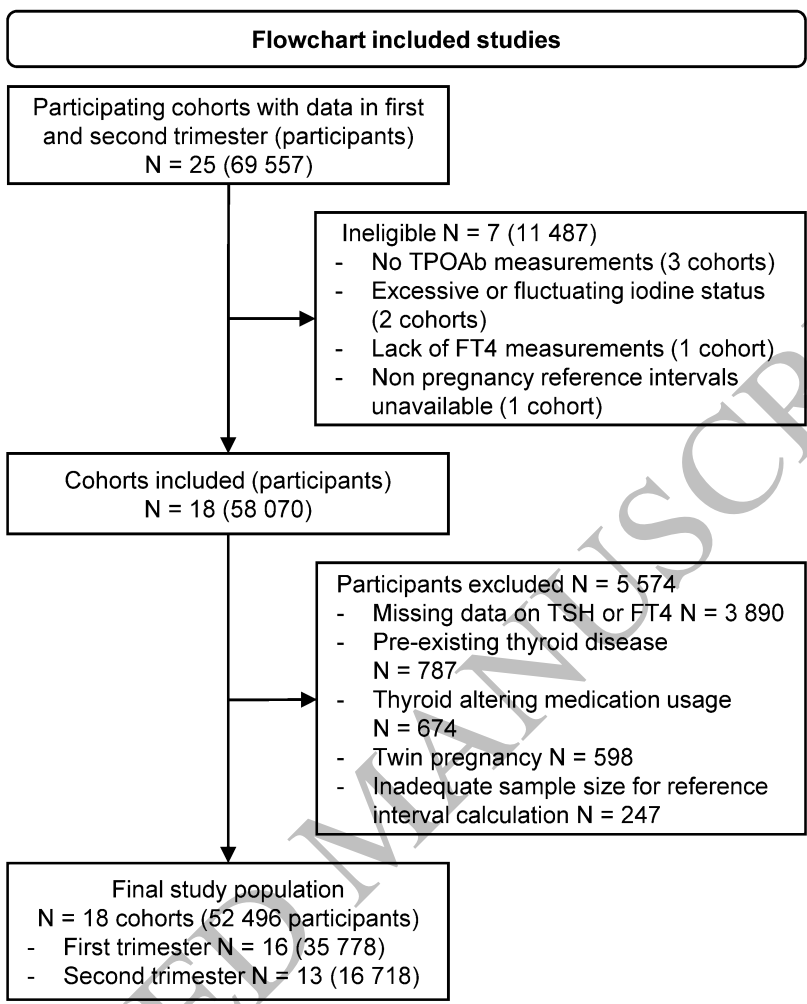 Flowchart included studies
Participating cohorts with data in first
and second trimester (participants)
N = 25 (69 557)
Ineligible N = 7 (11 487)
- No TPOAb measurements (3 cohorts)
- Excessive or fluctuating iodine status
(2 cohorts)
- Lack of FT4 measurements (1 cohort)
- Non pregnancy reference intervals
unavailable (1 cohort)
Cohorts included (participants)
N = 18 (58 070)
Participants excluded N = 5 574
- Missing data on TSH or FT4 N = 3 890
- Pre-existing thyroid disease
N = 787
- Thyroid altering medication usage
N = 674
- Twin pregnancy N = 598
- Inadequate sample size for reference
interval calculation N = 247
Final study population
N = 18 cohorts (52 496 participants)
- First trimester N = 16 (35 778)
- Second trimester N = 13 (16 718)
ED MANUSCR